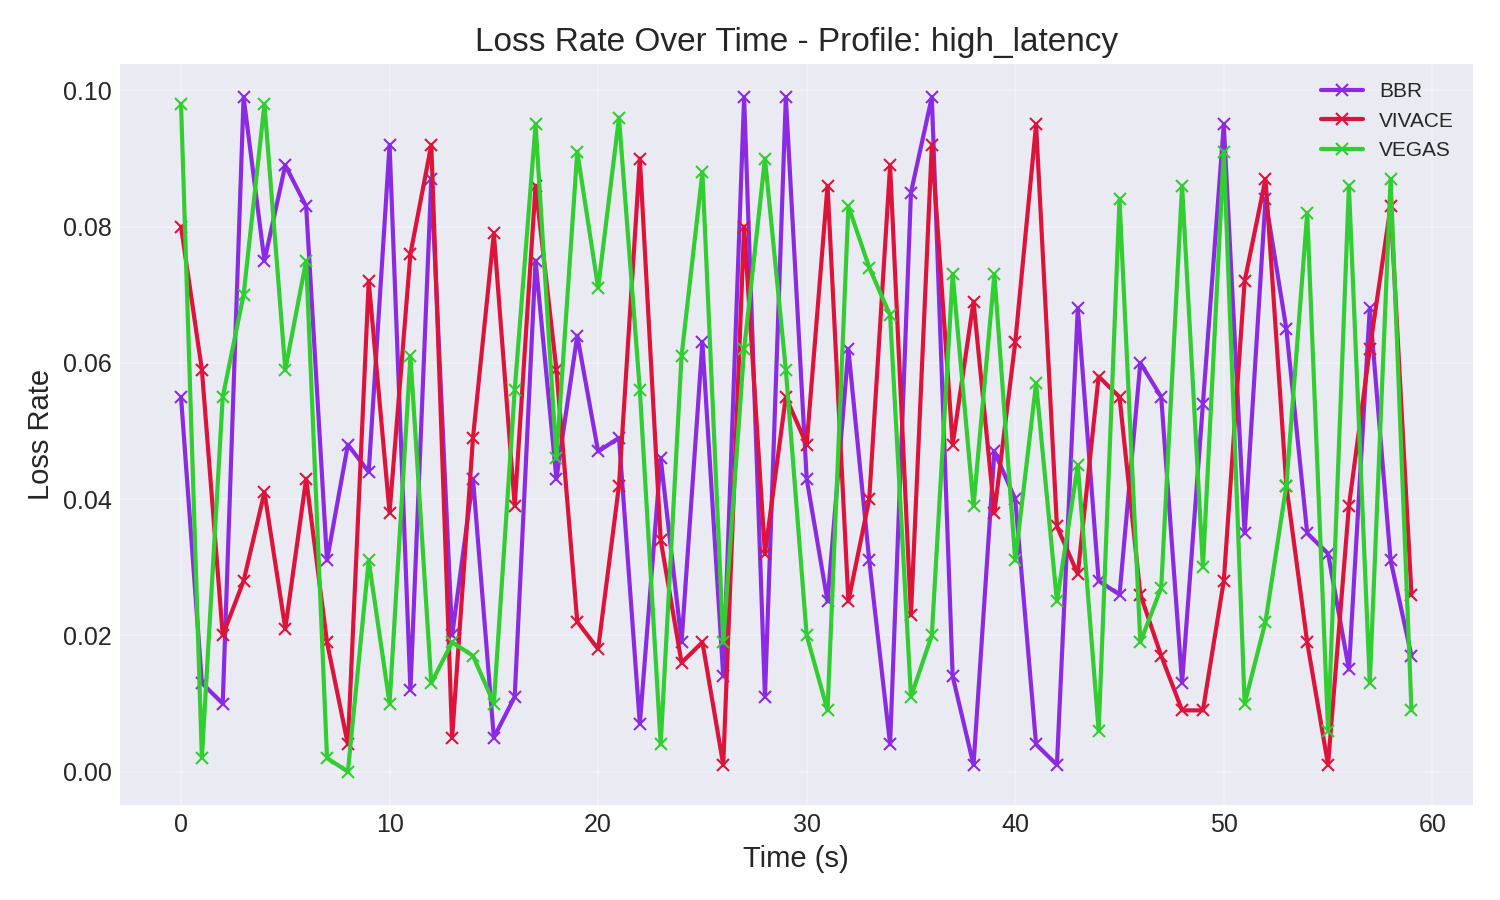 Loss Rate Over Time - Profile: high_latency
BBR
VIVACE
VEGAS
Loss Rate
0.10
0.08
0.06
0.04
0.02
0.00
0 10 20 30 40 50 60
Time (s)